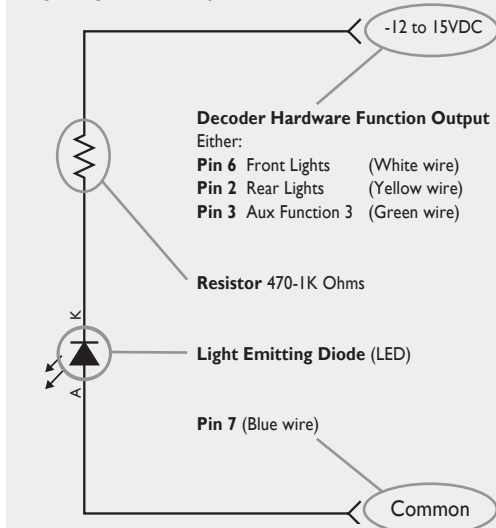 -12 to 15VDC
Decoder Hardware Function Output
Either:
Pin 6 Front Lights (White wire)
Pin 2 Rear Lights (Yellow wire)
Pin 3 Aux Function 3 (Green wire)
Resistor 470-1K Ohms
K
Light Emitting Diode (LED)
A
Pin 7 (Blue wire)
Common